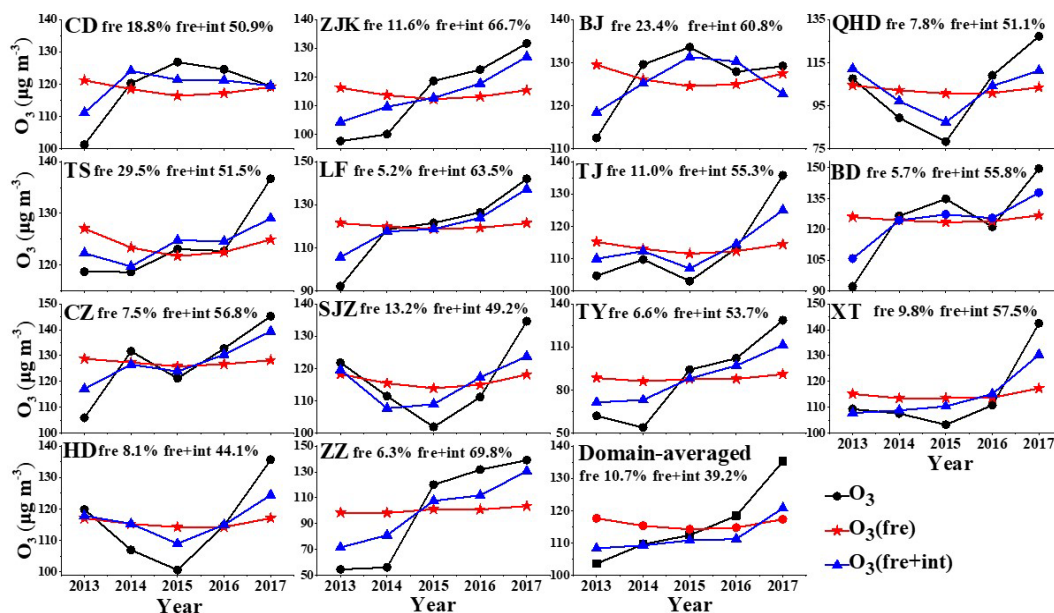 CD fre 18.8% fre+int 50.9%
ZJK fre 11.6% fre+int 66.7%
BJ fre 23.4% fre+int 60.8%
QHD fre 7.8% fre+int 51.1%
O₃ (μg m⁻³)
140
130
120
110
100
140
130
120
110
100
140
130
120
110
135
120
105
90
75
TS fre 29.5% fre+int 51.5%
LF fre 5.2% fre+int 63.5%
TJ fre 11.0% fre+int 55.3%
BD fre 5.7% fre+int 55.8%
O₃ (μg m⁻³)
140
130
120
150
130
110
90
140
130
120
110
100
150
135
120
105
90
CZ fre 7.5% fre+int 56.8%
SJZ fre 13.2% fre+int 49.2%
TY fre 6.6% fre+int 53.7%
XT fre 9.8% fre+int 57.5%
O₃ (μg m⁻³)
150
140
130
120
110
100
140
130
120
110
100
140
110
80
50
150
140
130
120
110
100
2013 2014 2015 2016 2017
Year
HD fre 8.1% fre+int 44.1%
ZZ fre 6.3% fre+int 69.8%
Domain-averaged
fre 10.7% fre+int 39.2%
O₃ (μg m⁻³)
140
130
120
110
100
150
130
110
90
70
50
140
130
120
110
100
2013 2014 2015 2016 2017
2013 2014 2015 2016 2017
2013 2014 2015 2016 2017
Year
Year
Year
O₃
O₃(fre)
O₃(fre+int)